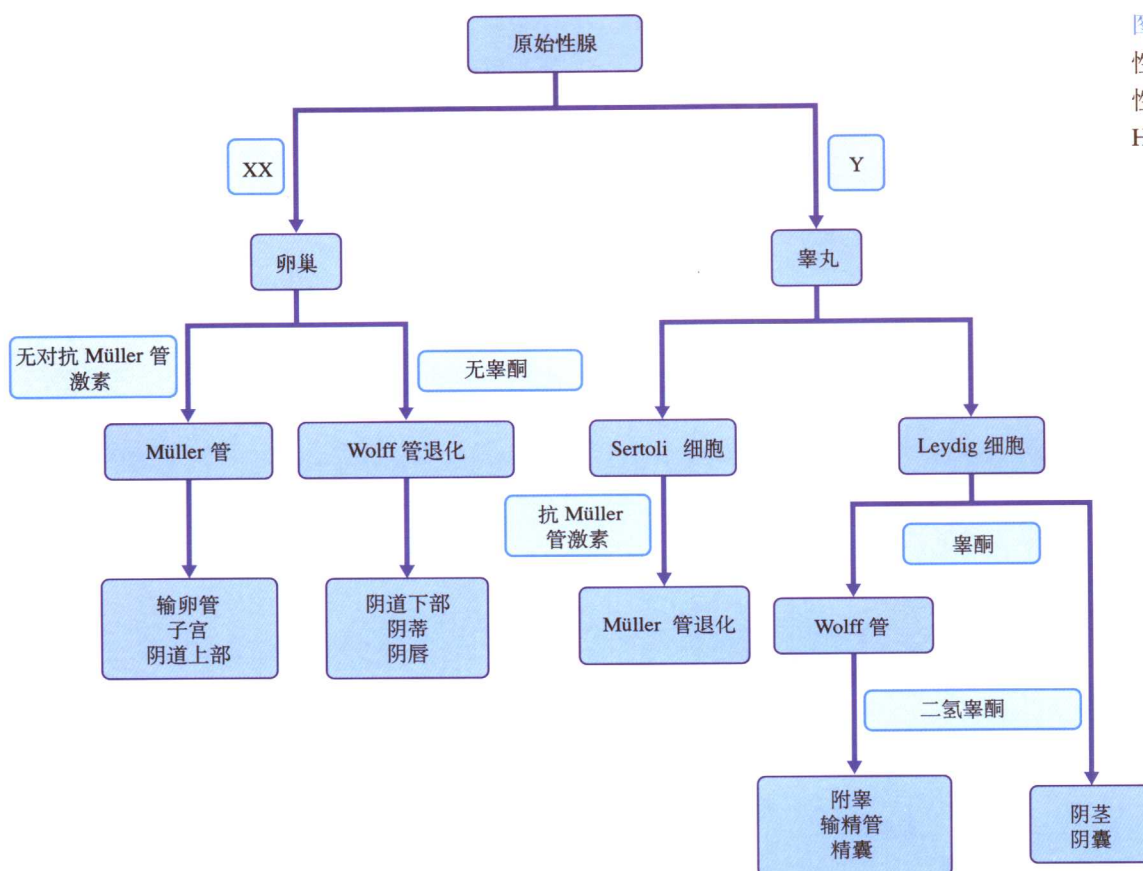 原始性腺
性
性
H
XX
Y
卵巢
睾丸
无对抗 Müller 管
激素
无睾酮
Müller 管
Wolff 管退化
Sertoli 细胞
Leydig 细胞
抗 Müller
管激素
睾酮
输卵管
子宫
阴道上部
阴道下部
阴蒂
阴唇
Müller 管退化
Wolff 管
二氢睾酮
附睾
输精管
精囊
阴茎
阴囊